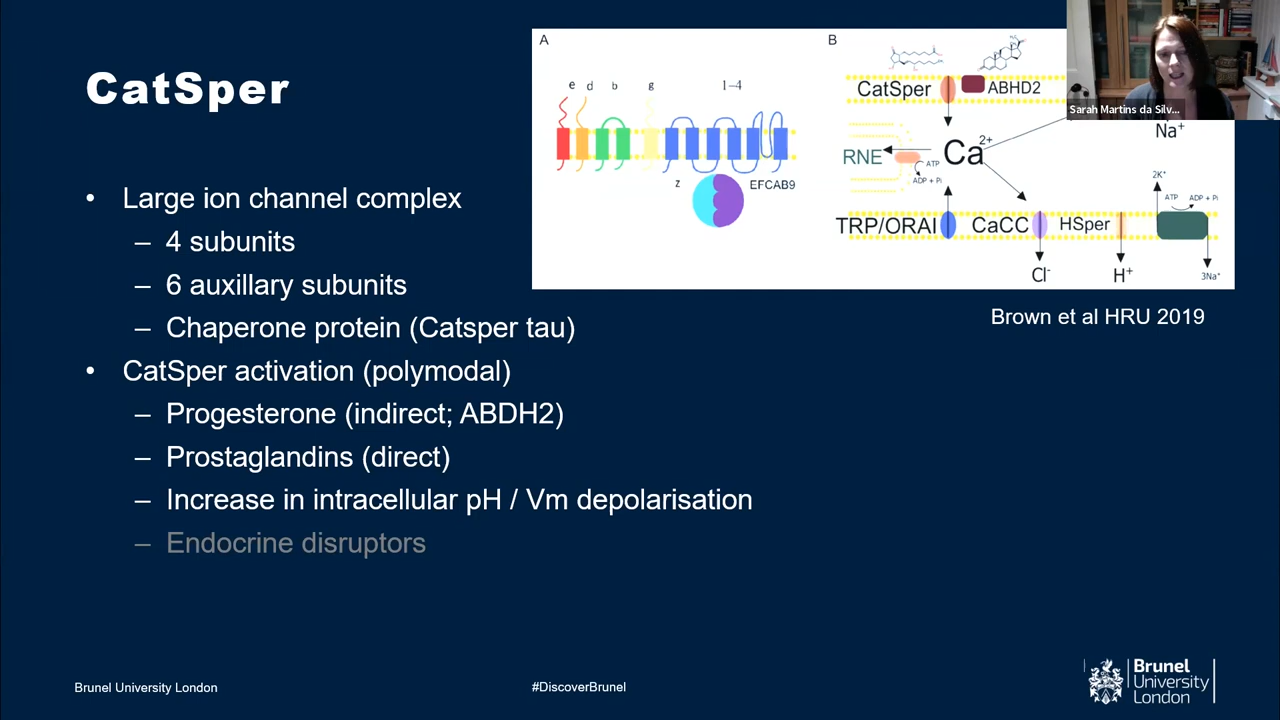 CatSper
• Large ion channel complex
– 4 subunits
– 6 auxillary subunits
– Chaperone protein (Catsper tau)
• CatSper activation (polymodal)
– Progesterone (indirect; ABDH2)
– Prostaglandins (direct)
– Increase in intracellular pH / Vm depolarisation
– Endocrine disruptors
A
e d b g 1–4
z EFCAB9
B
CatSper ABHD2
Ca2+
RNE
ATP
ADP + Pi
Na+
TRP/ORAI CaCC HSper
2K+
ATP ADP + Pi
Cl- H+ 3Na+
Sarah Martins da Silv...
Brown et al HRU 2019
Brunel University London
#DiscoverBrunel
Brunel
University
London